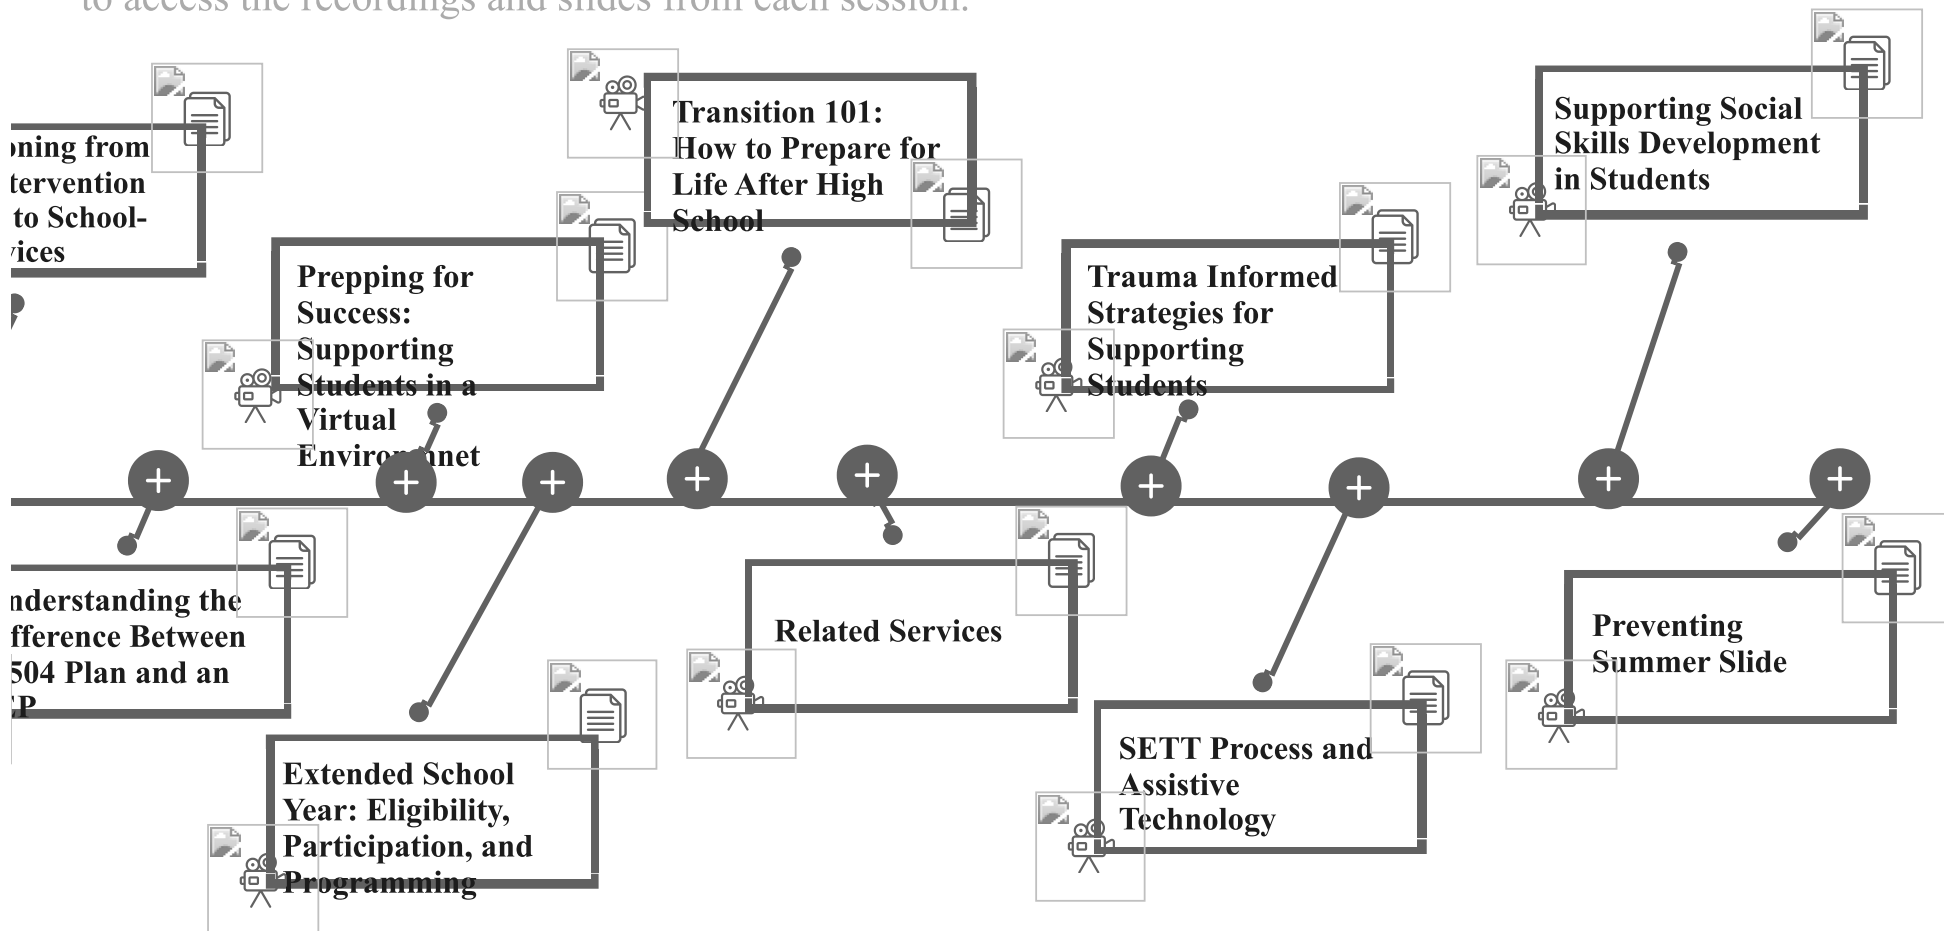 to access the recordings and slides from each session.
oning from
tervention
to School-
vices
Prepping for
Success:
Supporting
Students in a
Virtual
Transition 101:
How to Prepare for
Life After High
School
Trauma Informed
Strategies for
Supporting
Students
Supporting Social
Skills Development
in Students
nderstanding the
fference Between
504 Plan and an
EP
Extended School
Year: Eligibility,
Participation, and
Programming
Related Services
SETT Process and
Assistive
Technology
Preventing
Summer Slide